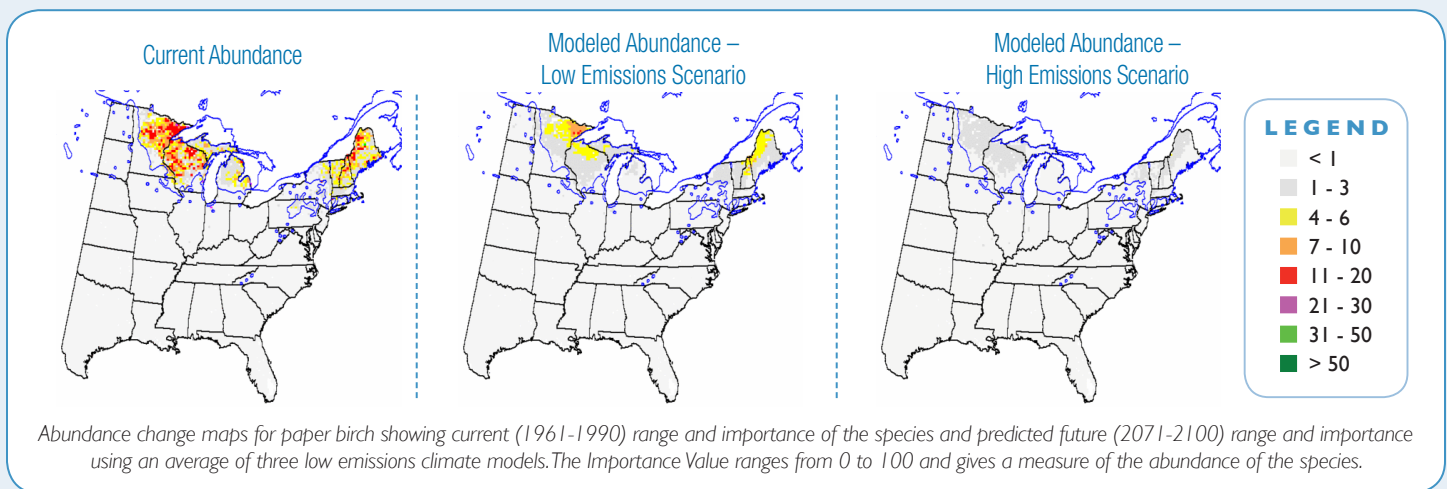 Current Abundance
Modeled Abundance –
Low Emissions Scenario
Modeled Abundance –
High Emissions Scenario
LEGEND
< 1
1 - 3
4 - 6
7 - 10
11 - 20
21 - 30
31 - 50
> 50
Abundance change maps for paper birch showing current (1961-1990) range and importance of the species and predicted future (2071-2100) range and importance
using an average of three low emissions climate models. The Importance Value ranges from 0 to 100 and gives a measure of the abundance of the species.